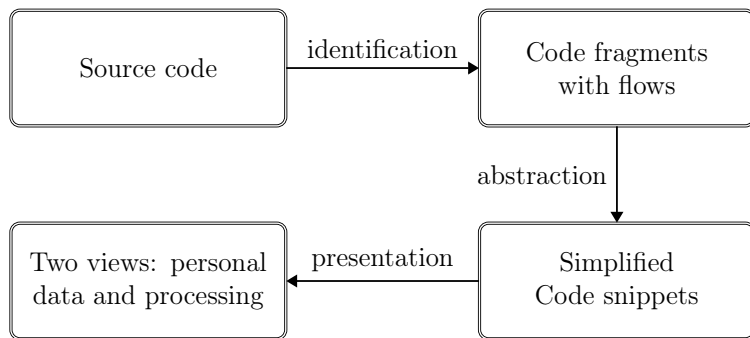 Source code
identification
Code fragments
with flows
abstraction
Simplified
Code snippets
presentation
Two views: personal
data and processing